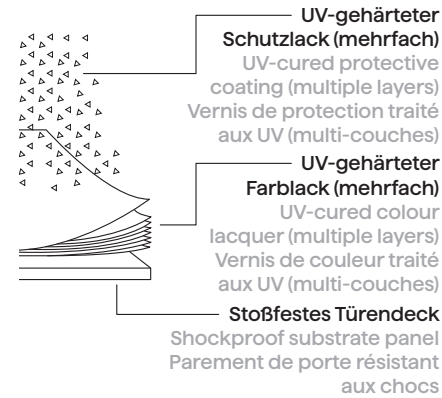 UV-gehärteter
Schutzlack (mehrfach)
UV-cured protective
coating (multiple layers)
Vernis de protection traité
aux UV (multi-couches)
UV-gehärteter
Farblack (mehrfach)
UV-cured colour
lacquer (multiple layers)
Vernis de couleur traité
aux UV (multi-couches)
Stoßfestes Türendeck
Shockproof substrate panel
Parement de porte résistant
aux chocs